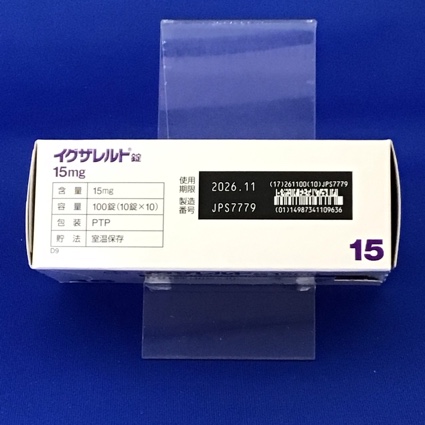 イグザレルト®錠
15mg
含量 15mg
容量 100錠(10錠×10)
包装 PTP
貯法 室温保存
D9
使用期限 2026.11
製造番号 JPS7779
(17)261100(10)JPS7779
(01)14987341109636
15